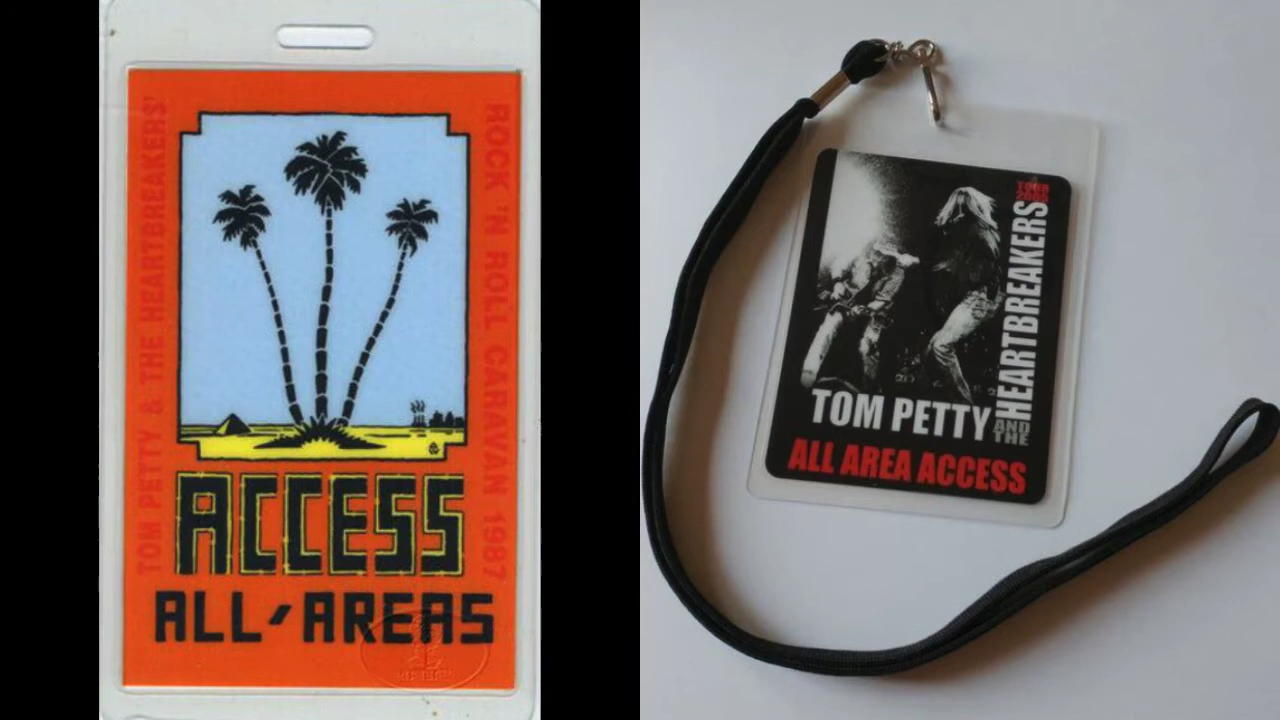 TOM PETTY & THE HEARTBREAKERS'
ROCK 'N ROLL CARAVAN 1987
ACCESS
ALL-AREAS
TOUR
HEARTBREAKERS
TOM PETTY
AND
THE
ALL AREA ACCESS